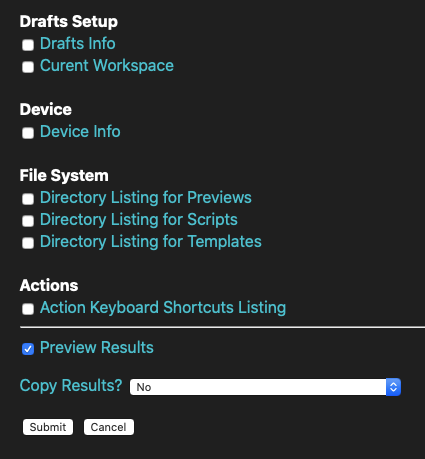 Drafts Setup
Drafts Info
Curent Workspace
Device
Device Info
File System
Directory Listing for Previews
Directory Listing for Scripts
Directory Listing for Templates
Actions
Action Keyboard Shortcuts Listing
Preview Results
Copy Results? No
Submit Cancel